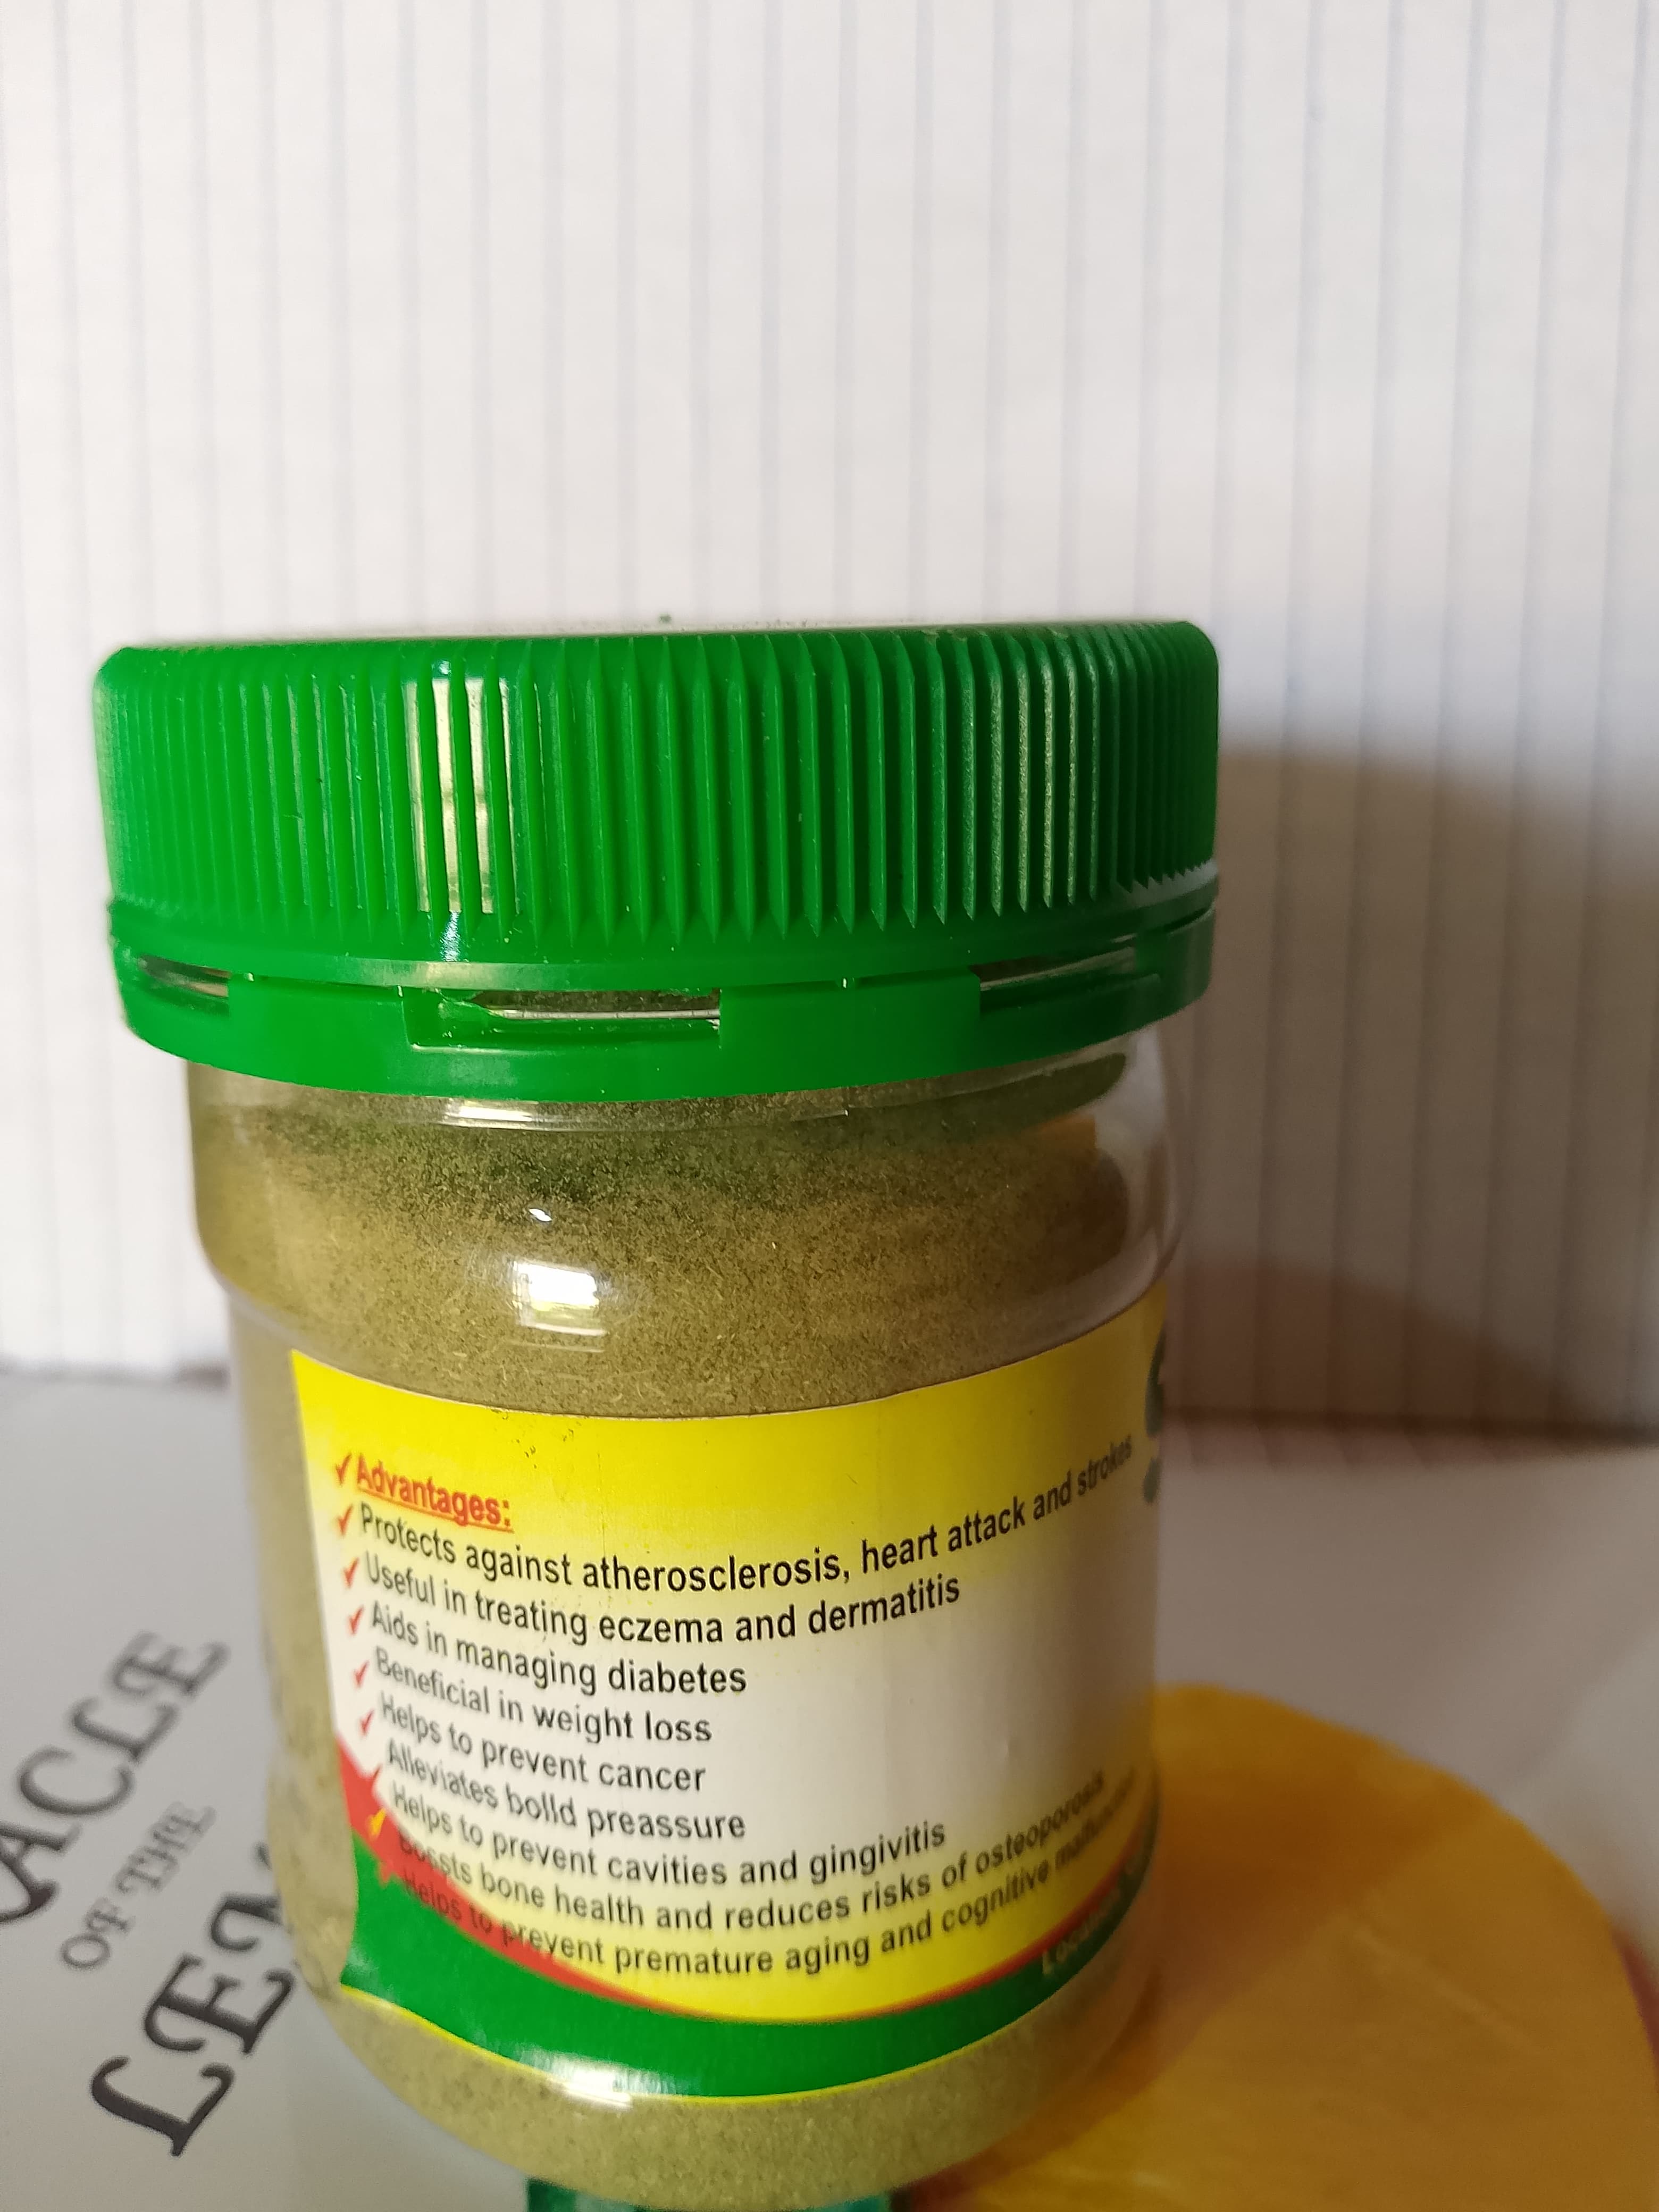 ✓Advantages:
✓ Protects against atherosclerosis, heart attack and strokes
✓ Useful in treating eczema and dermatitis
✓ Aids in managing diabetes
✓ Beneficial in weight loss
✓ Helps to prevent cancer
Alleviates bolld preassure
Helps to prevent cavities and gingivitis
Boosts bone health and reduces risks of osteoporosis
Helps to prevent premature aging and cognitive
OF THE